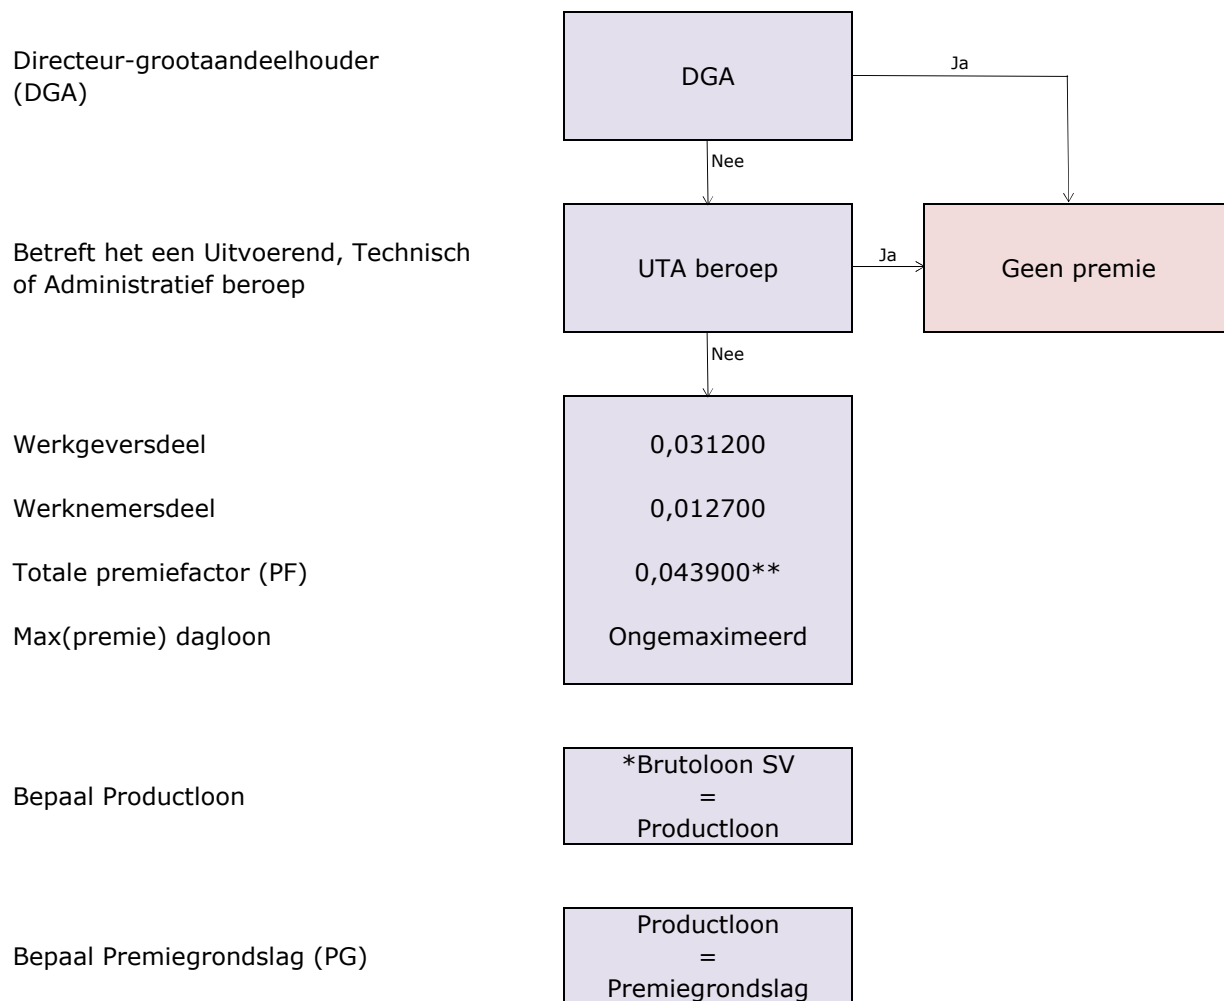 Directeur-grootaandeelhouder
(DGA)
DGA
Ja
Nee
Betreft het een Uitvoerend, Technisch
of Administratief beroep
UTA beroep
Ja
Geen premie
Nee
Werkgeversdeel
0,031200
Werknemersdeel
0,012700
Totale premiefactor (PF)
0,043900**
Max(premie) dagloon
Ongemaximeerd
Bepaal Productloon
*Brutoloon SV
=
Productloon
Bepaal Premiegrondslag (PG)
Productloon
=
Premiegrondslag